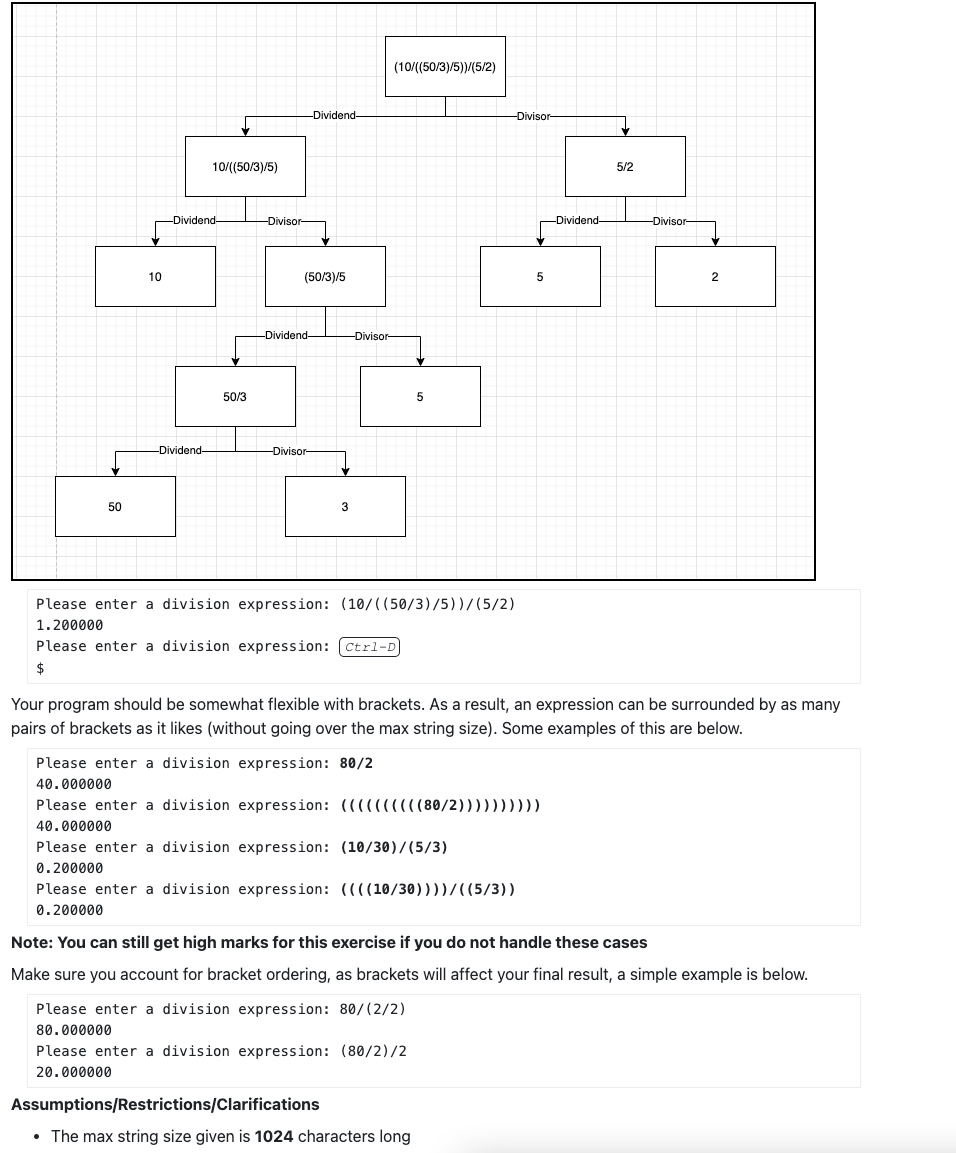 (10/((50/3)/5))/(5/2)
Dividend
Divisor
10/((50/3)/5)
5/2
Dividend
Divisor
Dividend
Divisor
10
(50/3)/5
5
2
Dividend
Divisor
50/3
5
Dividend
Divisor
50
3
Please enter a division expression: (10/((50/3)/5))/(5/2)
1.200000
Please enter a division expression: Ctrl-D
$
Your program should be somewhat flexible with brackets. As a result, an expression can be surrounded by as many
pairs of brackets as it likes (without going over the max string size). Some examples of this are below.
Please enter a division expression: 80/2
40.000000
Please enter a division expression: ((((((((((80/2))))))))))
40.000000
Please enter a division expression: (10/30)/(5/3)
0.200000
Please enter a division expression: ((((10/30))))/((5/3))
0.200000
Note: You can still get high marks for this exercise if you do not handle these cases
Make sure you account for bracket ordering, as brackets will affect your final result, a simple example is below.
Please enter a division expression: 80/(2/2)
80.000000
Please enter a division expression: (80/2)/2
20.000000
Assumptions/Restrictions/Clarifications
• The max string size given is 1024 characters long